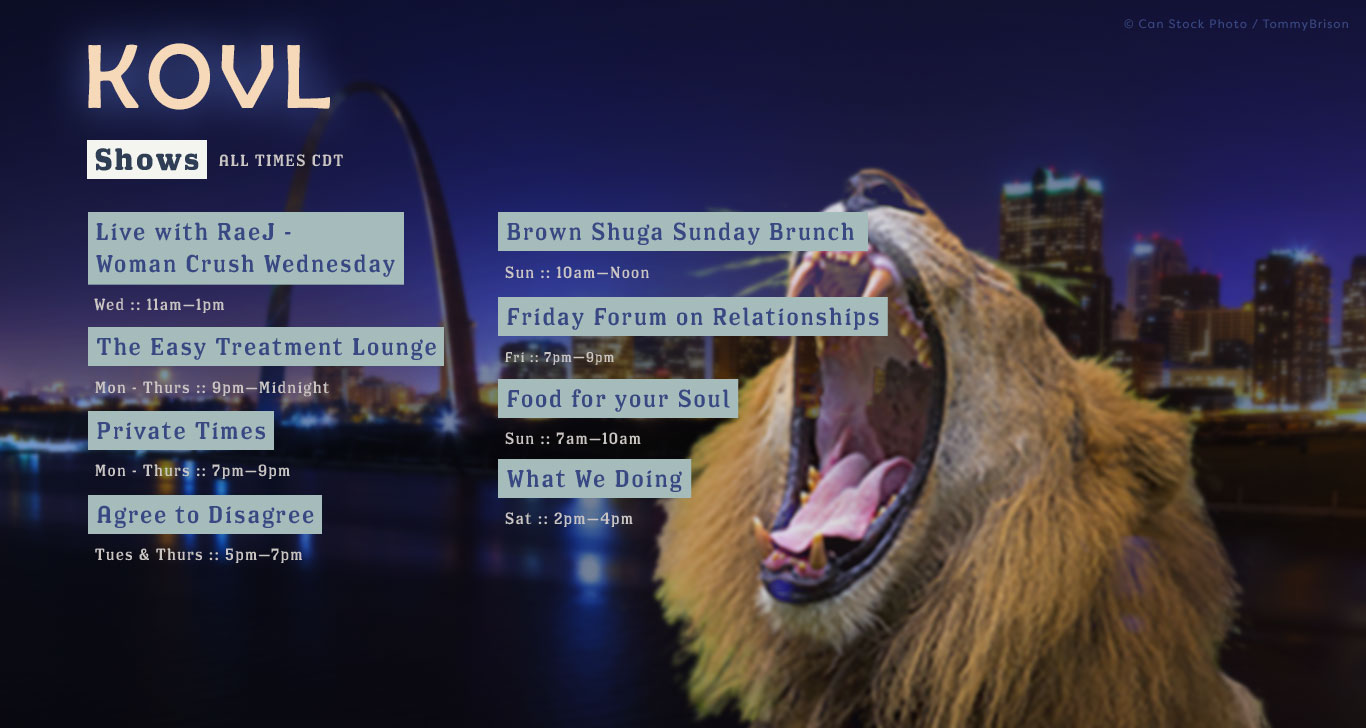 © Can Stock Photo / TommyBrison
KOVL
Shows ALL TIMES CDT
Live with RaeJ -
Woman Crush Wednesday
Wed :: 11am—1pm
The Easy Treatment Lounge
Mon - Thurs :: 9pm—Midnight
Private Times
Mon - Thurs :: 7pm—9pm
Agree to Disagree
Tues & Thurs :: 5pm—7pm
Brown Shuga Sunday Brunch
Sun :: 10am—Noon
Friday Forum on Relationships
Fri :: 7pm—9pm
Food for your Soul
Sun :: 7am—10am
What We Doing
Sat :: 2pm—4pm